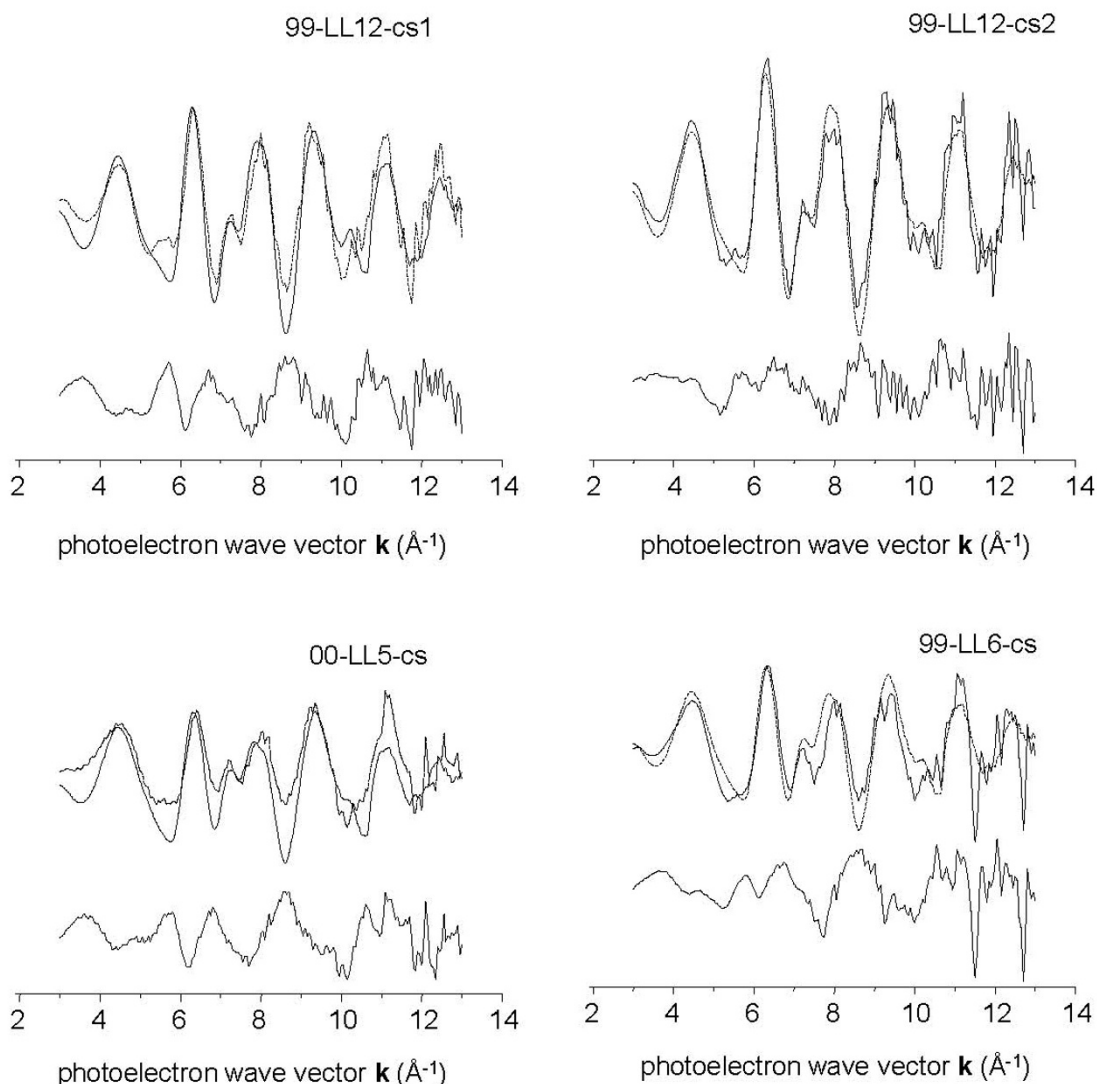 99-LL12-cs1
2 4 6 8 10 12 14
photoelectron wave vector k (Å-1)
99-LL12-cs2
2 4 6 8 10 12 14
photoelectron wave vector k (Å-1)
00-LL5-cs
2 4 6 8 10 12 14
photoelectron wave vector k (Å-1)
99-LL6-cs
2 4 6 8 10 12 14
photoelectron wave vector k (Å-1)